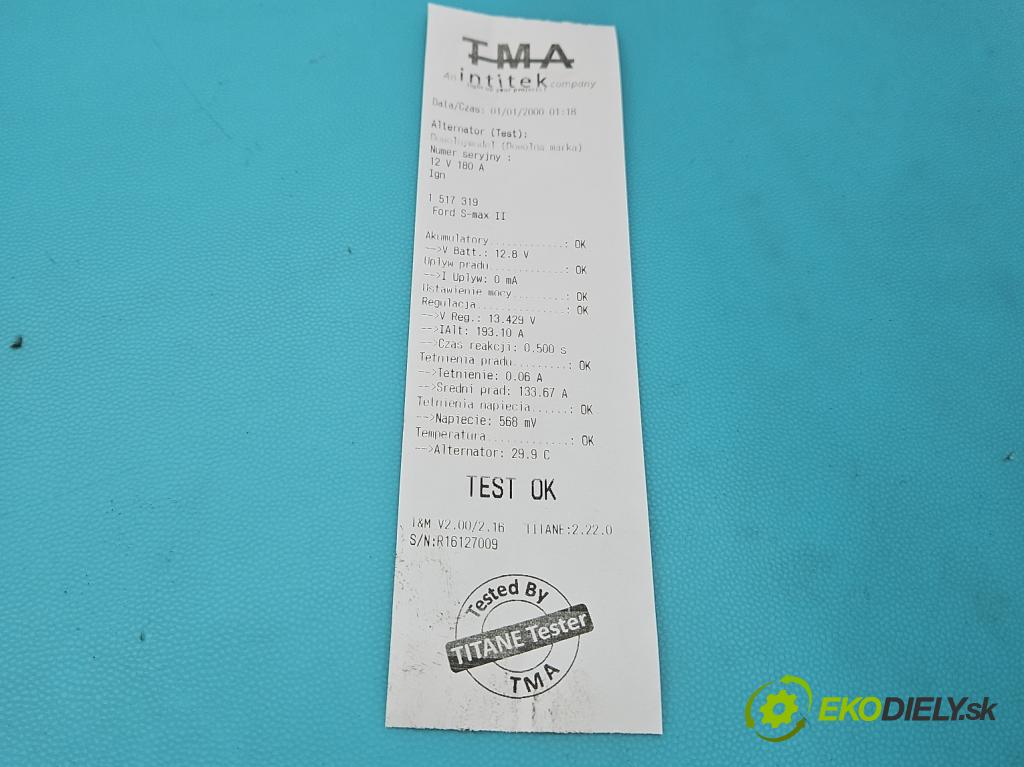 TMA
An intitek company
Data/Czas: 01/01/2000 01:18
Alternator (Test):
(Dowolna marka)
Numer seryjny :
12 V 180 A
Ign
1 517 319
Ford S-max II
Akumulatory............: OK
-->V Batt.: 12.8 V
Uplyw pradu............: OK
-->I Uplyw: 0 mA
Ustawienie mocy........: OK
Regulacja..............: OK
-->V Reg.: 13.429 V
-->IAlt: 193.10 A
-->Czas reakcji: 0.500 s
Tetnienia pradu........: OK
-->Tetnienie: 0.06 A
-->Sredni prad: 133.67 A
Tetnienia napiecia.....: OK
-->Napiecie: 568 mV
Temperatura............: OK
-->Alternator: 29.9 C
TEST OK
T&M V2.00/2.16 TITANE:2.22.0
S/N:R16127009
Tested By
TITANE Tester
TMA
EKODIELY.sk